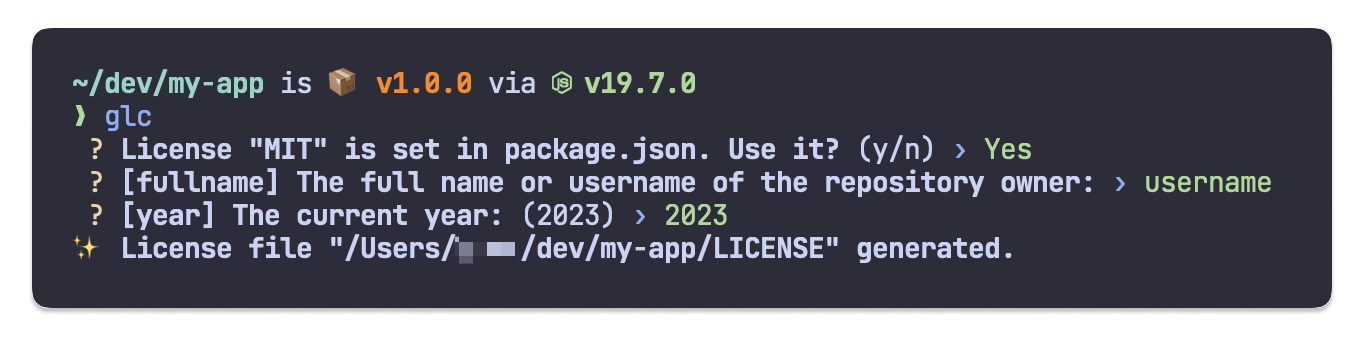 ~/dev/my-app is 📦 v1.0.0 via v19.7.0
❱ glc
? License "MIT" is set in package.json. Use it? (y/n) › Yes
? [fullname] The full name or username of the repository owner: › username
? [year] The current year: (2023) › 2023
✨ License file "/Users/ /dev/my-app/LICENSE" generated.